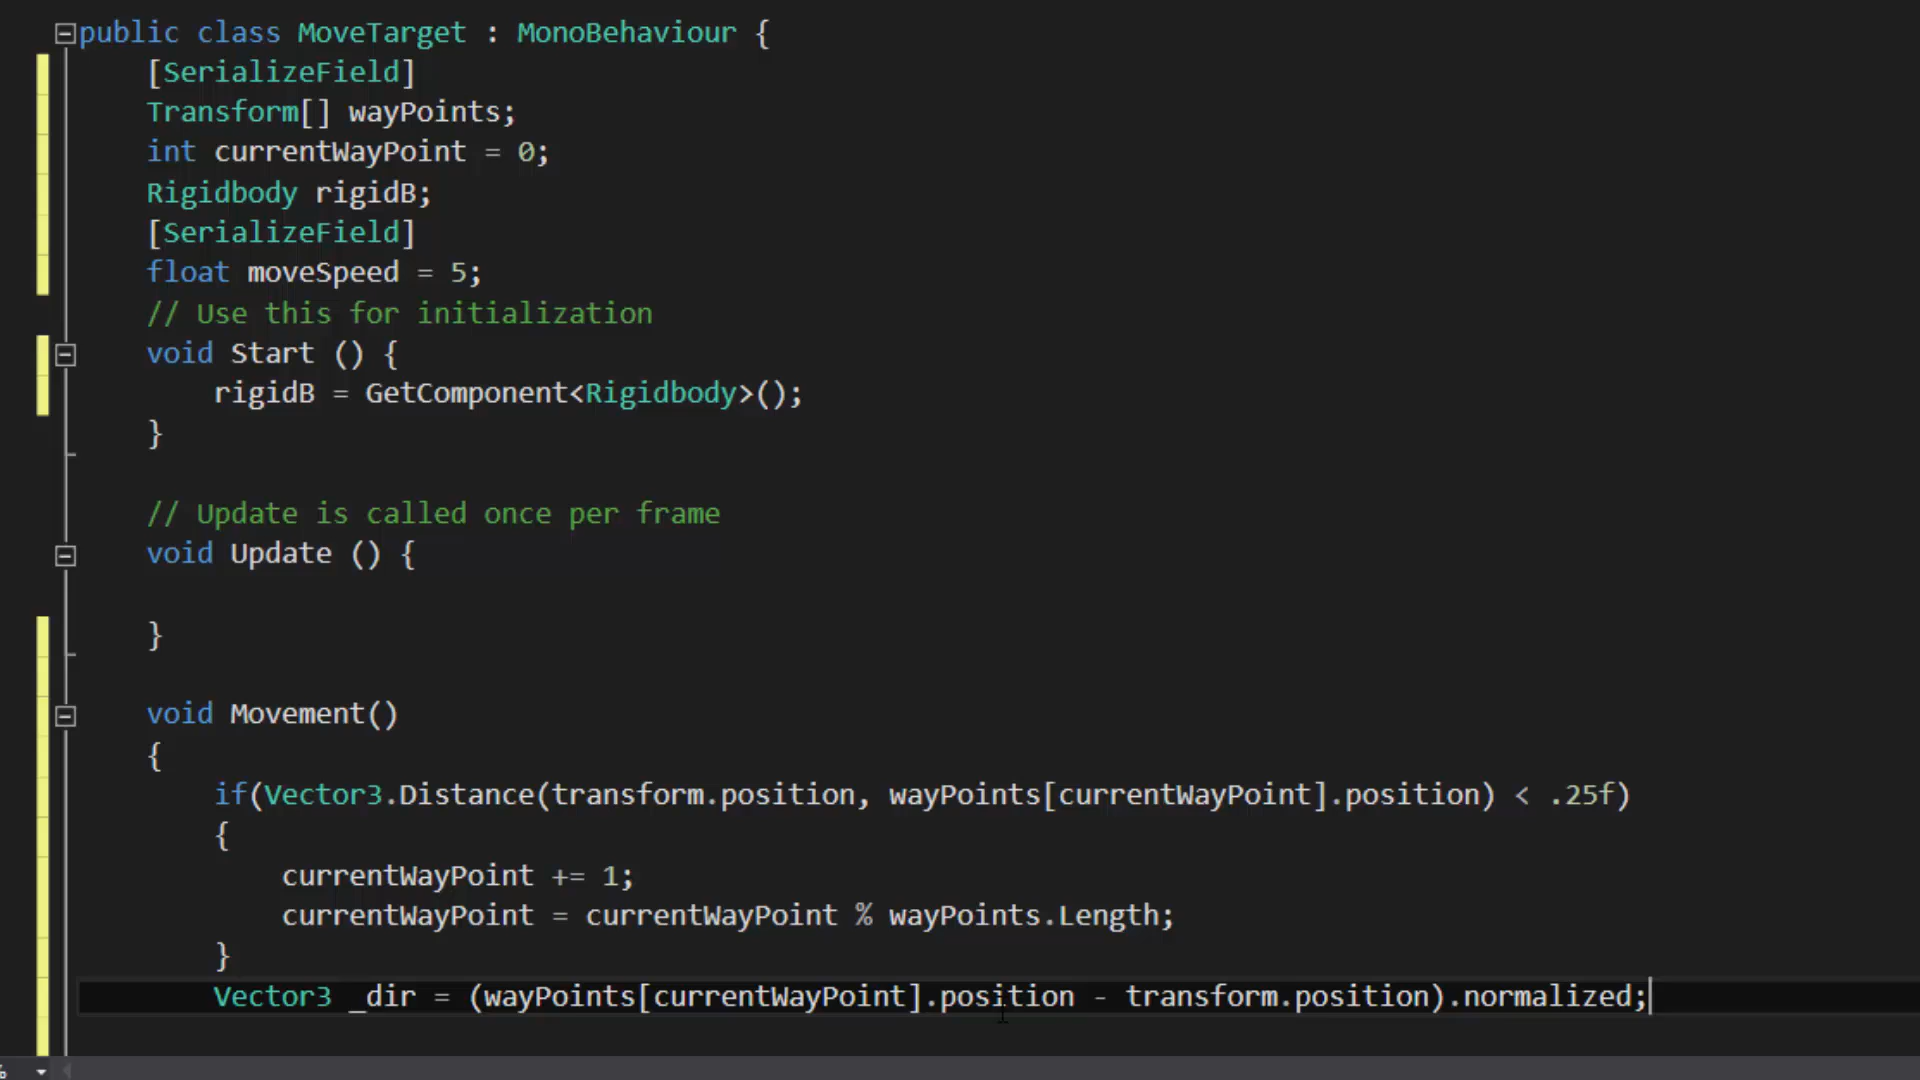 public class MoveTarget : MonoBehaviour {
[SerializeField]
Transform[] wayPoints;
int currentWayPoint = 0;
Rigidbody rigidB;
[SerializeField]
float moveSpeed = 5;
// Use this for initialization
void Start () {
rigidB = GetComponent<Rigidbody>();
}
// Update is called once per frame
void Update () {
}
void Movement()
{
if(Vector3.Distance(transform.position, wayPoints[currentWayPoint].position) < .25f)
{
currentWayPoint += 1;
currentWayPoint = currentWayPoint % wayPoints.Length;
}
Vector3 _dir = (wayPoints[currentWayPoint].position - transform.position).normalized;